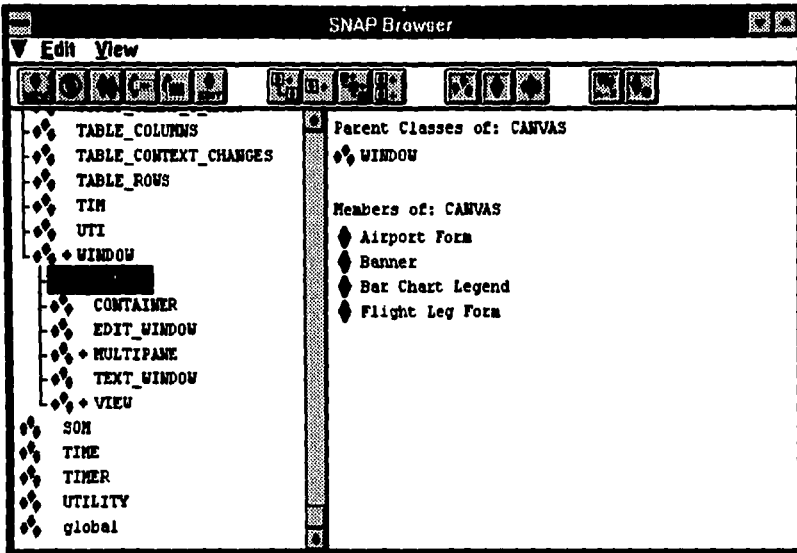 SNAP Browser
Edit View
TABLE_COLUMNS
TABLE_CONTEXT_CHANGES
TABLE_ROWS
TIM
UTI
+ WINDOW
CONTAINER
EDIT_WINDOW
+ MULTIPANE
TEXT_WINDOW
+ VIEW
SOM
TIME
TIMER
UTILITY
global
Parent Classes of: CANVAS
WINDOW
Members of: CANVAS
Airport Form
Banner
Bar Chart Legend
Flight Leg Form